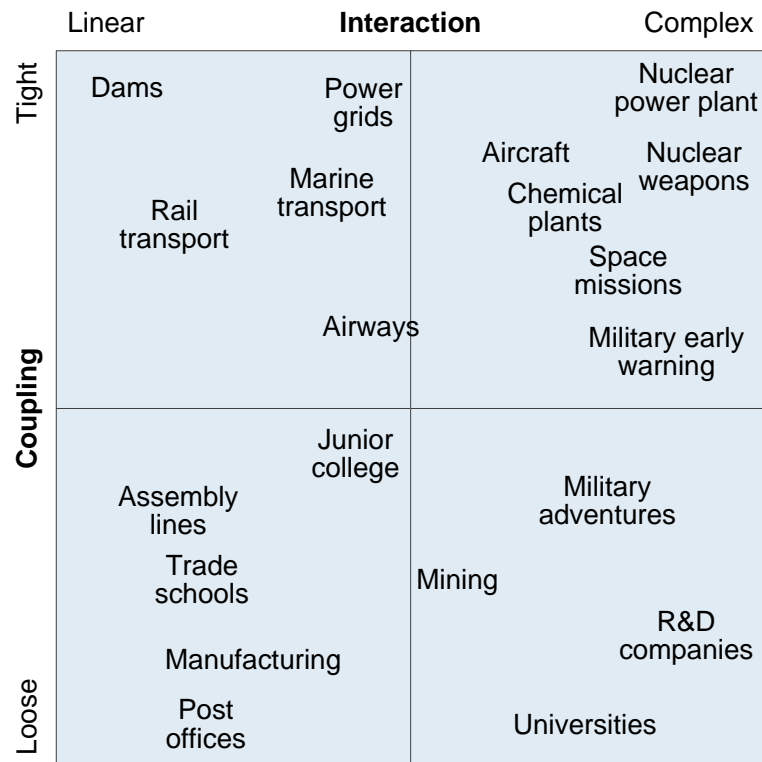 Linear Interaction Complex
Tight
Coupling
Loose
Dams
Power
grids
Nuclear
power plant
Marine
transport
Rail
transport
Aircraft
Nuclear
weapons
Chemical
plants
Space
missions
Airways
Military early
warning
Junior
college
Assembly
lines
Trade
schools
Manufacturing
Post
offices
Military
adventures
Mining
R&D
companies
Universities